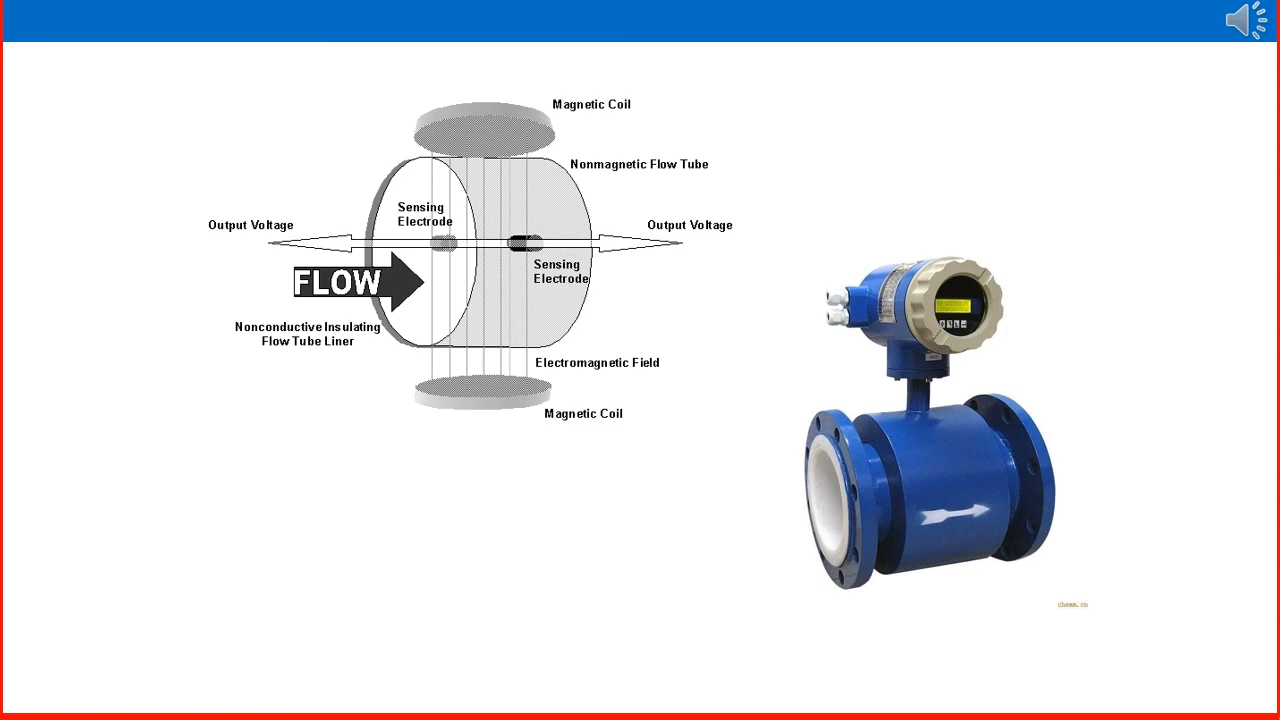 Magnetic Coil
Nonmagnetic Flow Tube
Sensing
Electrode
Output Voltage
Output Voltage
Sensing
Electrode
FLOW
Nonconductive Insulating
Flow Tube Liner
Electromagnetic Field
Magnetic Coil